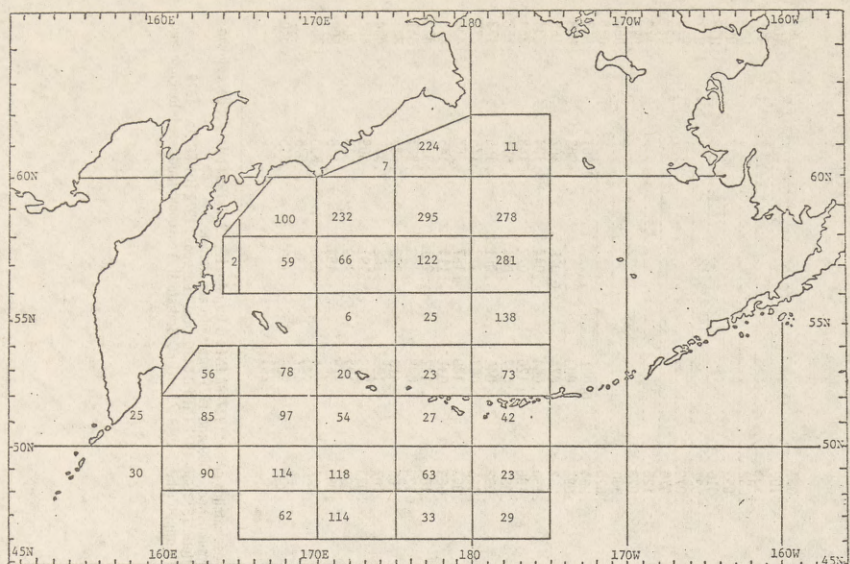 160E 170E 180 170W 160W
224 11
7
60N 60N
100 232 295 278
2 59 66 122 281
6 25 138
55N 55N
56 78 20 23 73
25 85 97 54 27 42
50N 50N
30 90 114 118 63 23
62 114 33 29
45N 160E 170E 180 170W 160W 45N